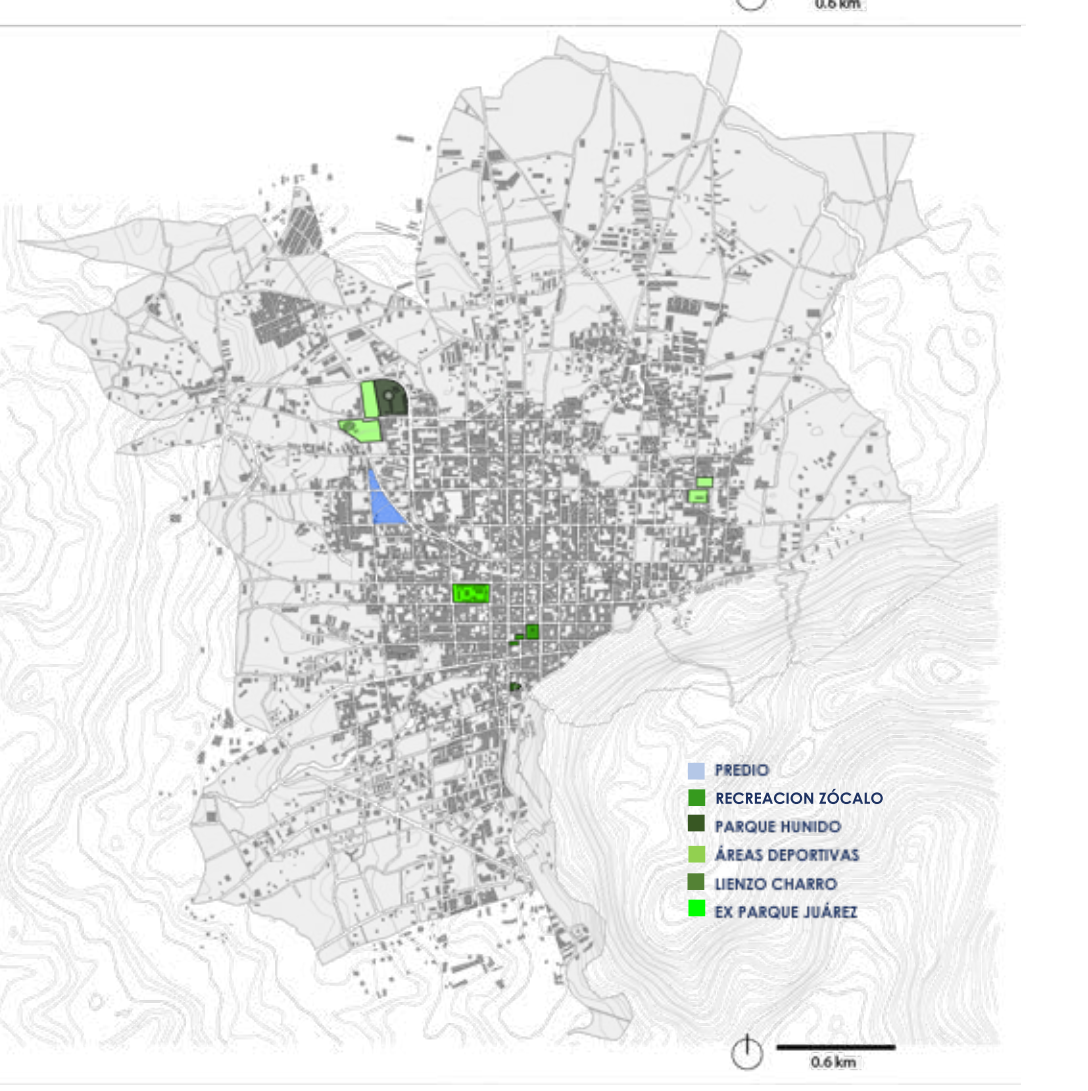 0.6 km
PREDIO
RECREACION ZÓCALO
PARQUE HUNIDO
ÁREAS DEPORTIVAS
LIENZO CHARRO
EX PARQUE JUÁREZ
0.6 km